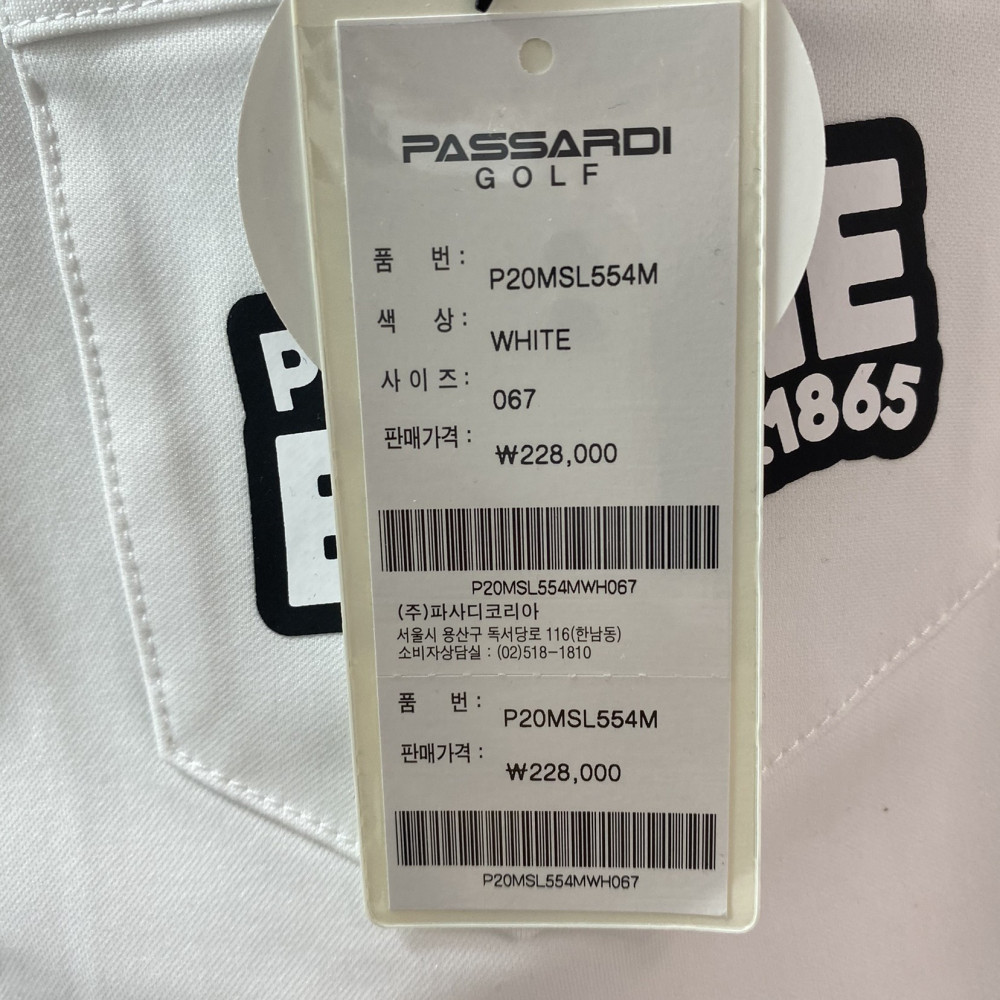 PASSARDI
GOLF
품 번 : P20MSL554M
색 상 : WHITE
사이즈 : 067
판매가격 : ₩228,000
P20MSL554MWH067
(주)파사디코리아
서울시 용산구 독서당로 116(한남동)
소비자상담실 : (02)518-1810
품 번 : P20MSL554M
판매가격 : ₩228,000
P20MSL554MWH067
1865